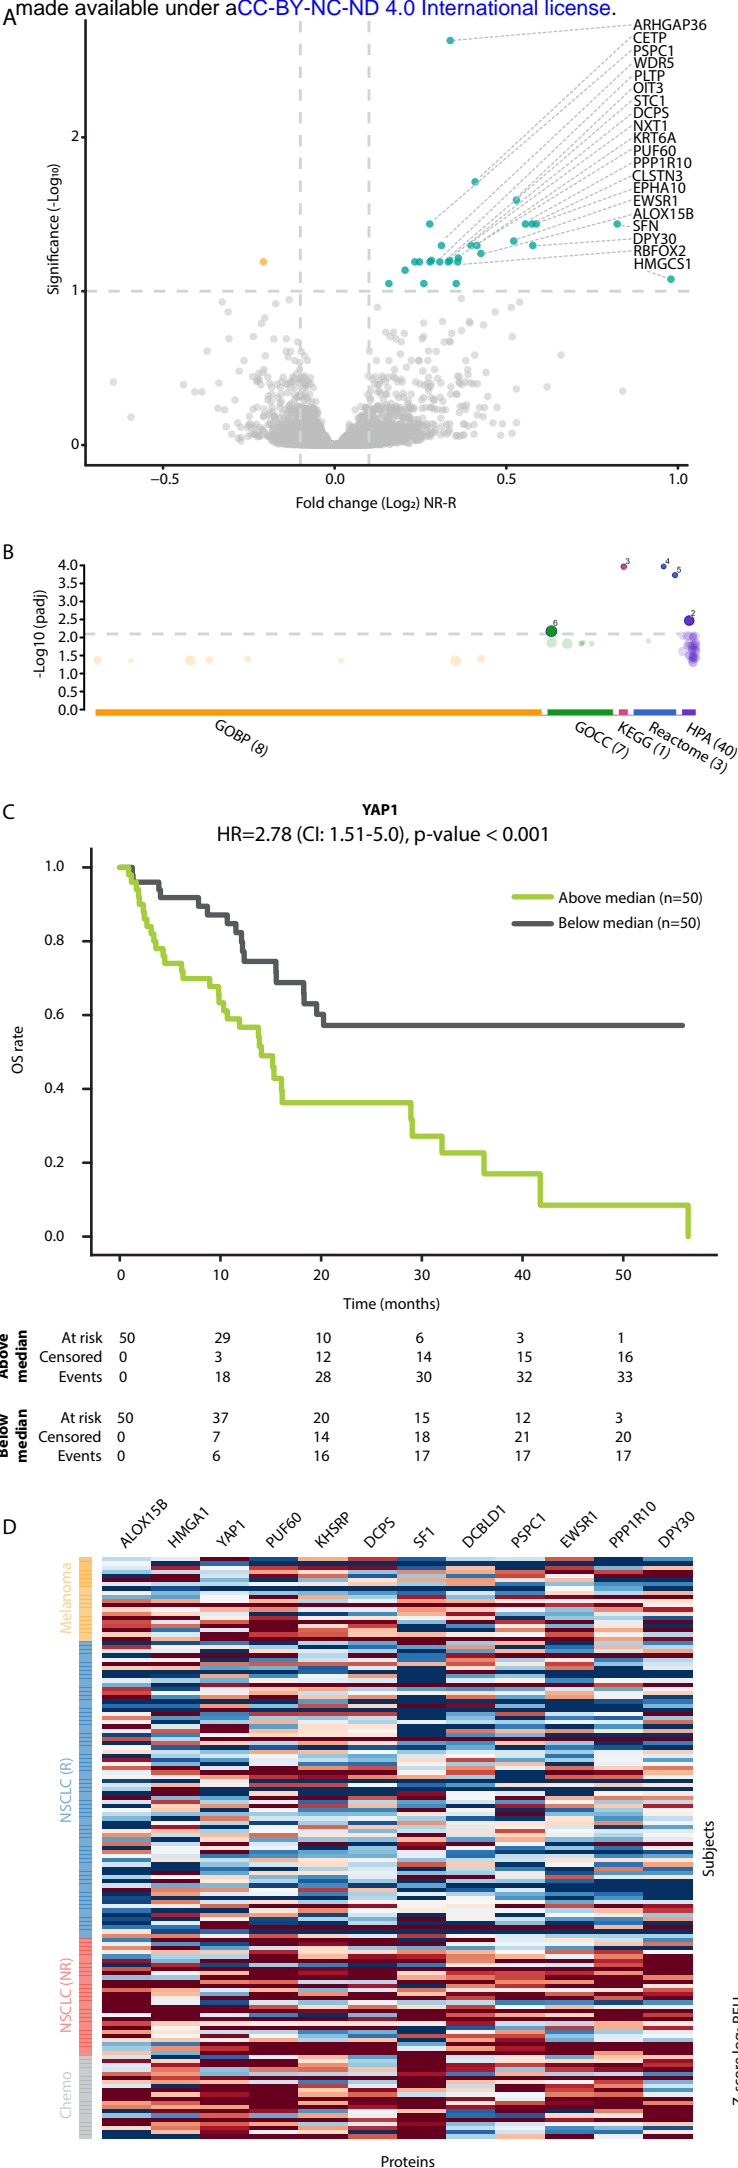 made available under aCC-BY-NC-ND 4.0 International license.
A
ARHGAP36
CETP
PSPC1
WDR5
PLTP
OIT3
STC1
DCPS
NXT1
KRT6A
PUF60
PPP1R10
CLSTN3
EPHA10
EWSR1
ALOX15B
SFN
DPY30
RBFOX2
HMGCS1
Significance (-Log₁₀)
2
1
0
−0.5 0.0 0.5 1.0
Fold change (Log₂) NR-R
B
-Log10 (padj)
4.0
3.5
3.0
2.5
2.0
1.5
1.0
0.5
0.0
3 4 5
2
6
GOBP (8) GOCC (7) KEGG (1) Reactome (3) HPA (40)
C
YAP1
HR=2.78 (CI: 1.51-5.0), p-value < 0.001
Above median (n=50)
Below median (n=50)
OS rate
1.0
0.8
0.6
0.4
0.2
0.0
0 10 20 30 40 50
Time (months)
Above median
At risk 50 29 10 6 3 1
Censored 0 3 12 14 15 16
Events 0 18 28 30 32 33
Below median
At risk 50 37 20 15 12 3
Censored 0 7 14 18 21 20
Events 0 6 16 17 17 17
D
ALOX15B HMGA1 YAP1 PUF60 KHSRP DCPS SF1 DCBLD1 PSPC1 EWSR1 PPP1R10 DPY30
Melanoma
NSCLC (R)
NSCLC (NR)
Chemo
Subjects
Proteins